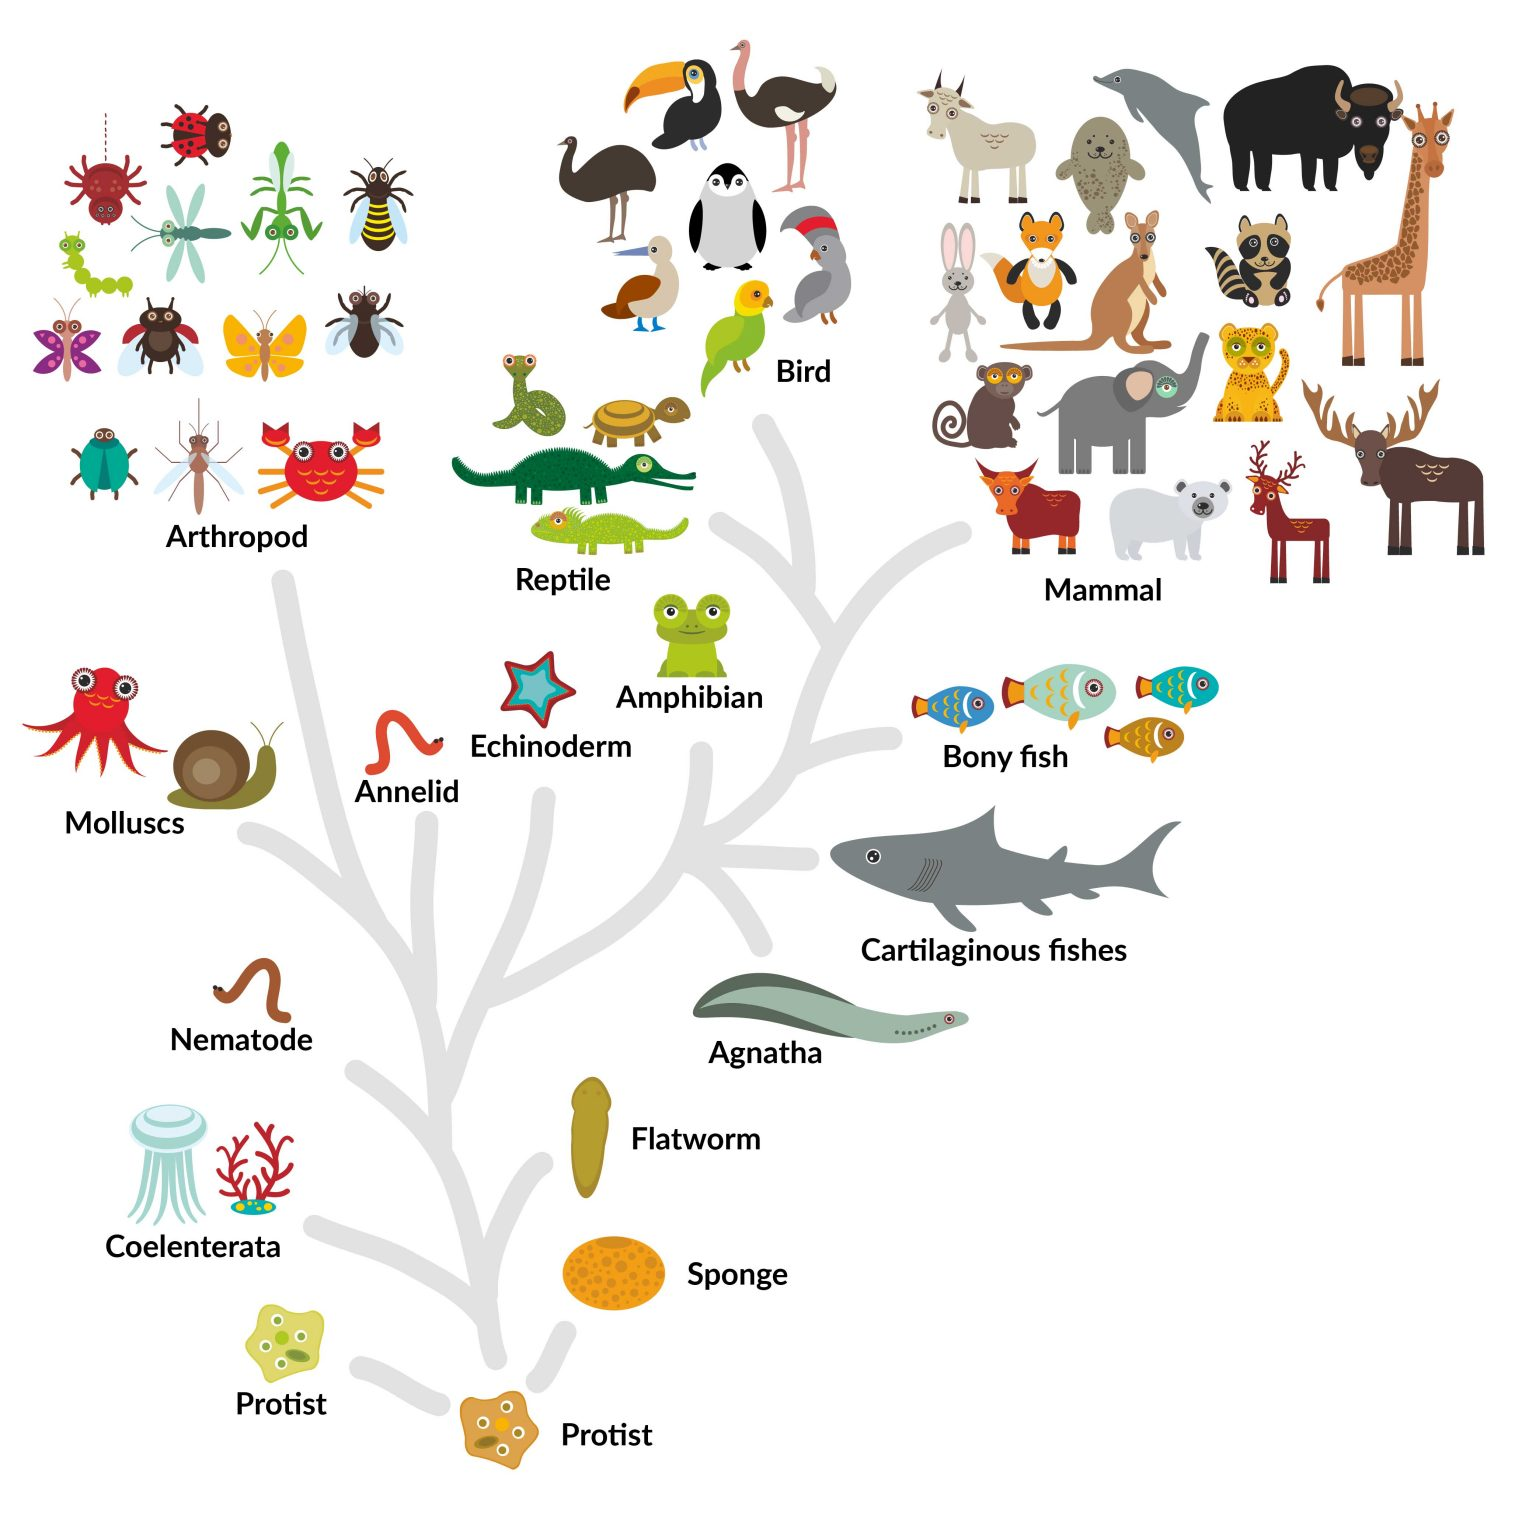 Bird
Arthropod
Reptile
Mammal
Amphibian
Echinoderm
Bony fish
Annelid
Molluscs
Cartilaginous fishes
Nematode
Agnatha
Flatworm
Coelenterata
Sponge
Protist
Protist